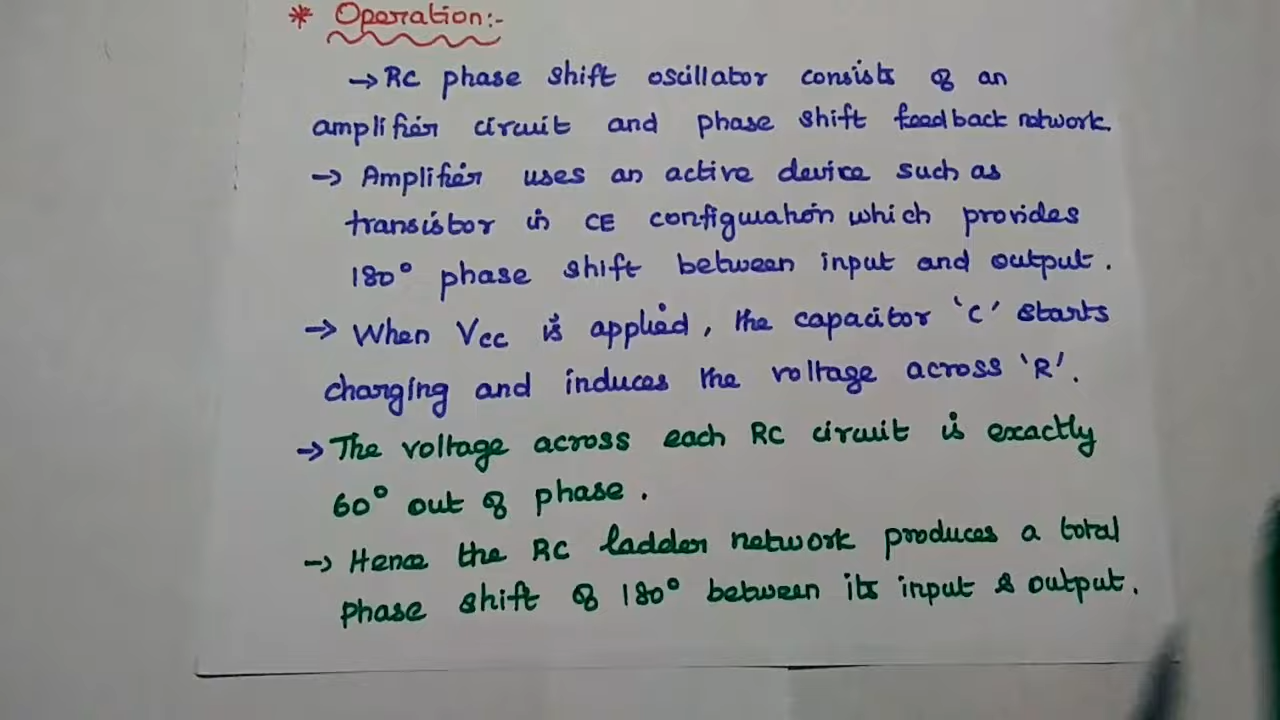 * Operation:-
→ RC phase shift oscillator consists of an
amplifier circuit and phase shift feedback network.
→ Amplifier uses an active device such as
transistor in CE configuration which provides
180° phase shift between input and output.
→ When Vcc is applied, the capacitor 'C' starts
charging and induces the voltage across 'R'.
→ The voltage across each RC circuit is exactly
60° out of phase.
→ Hence the RC ladder network produces a total
phase shift of 180° between its input & output.